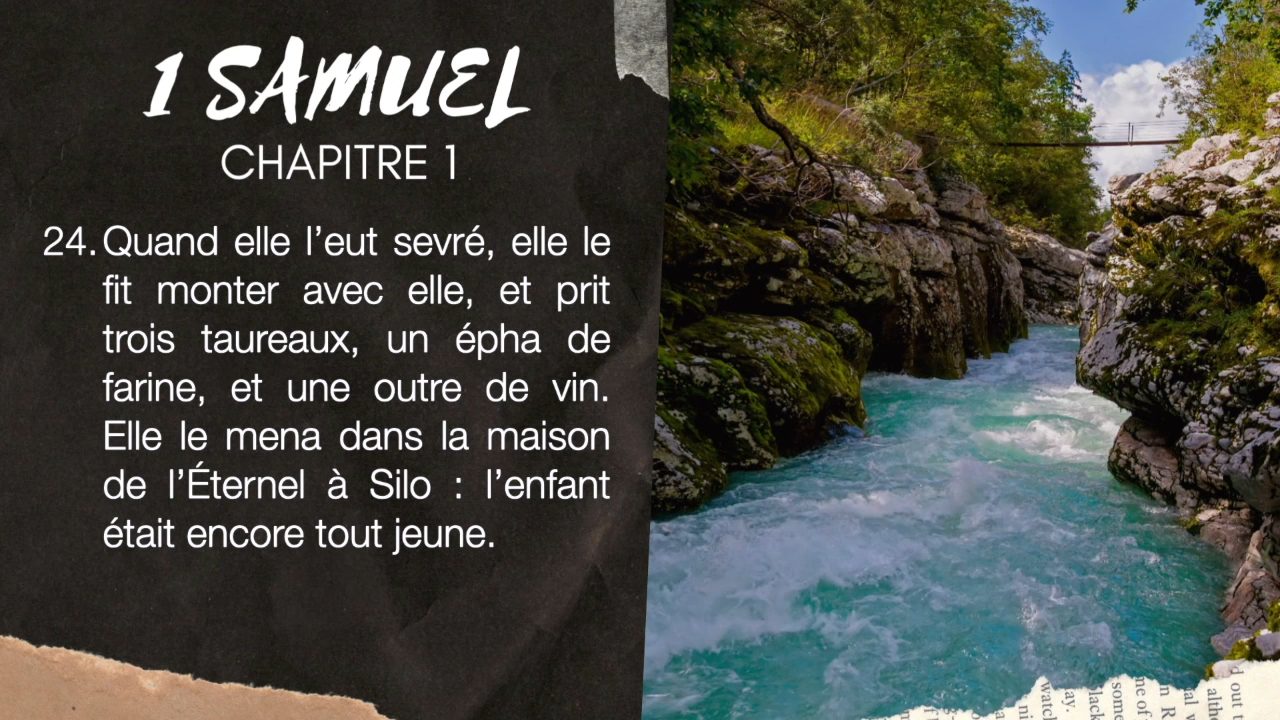 1 SAMUEL
CHAPITRE 1
24. Quand elle l’eut sevré, elle le
fit monter avec elle, et prit
trois taureaux, un épha de
farine, et une outre de vin.
Elle le mena dans la maison
de l’Éternel à Silo : l’enfant
était encore tout jeune.